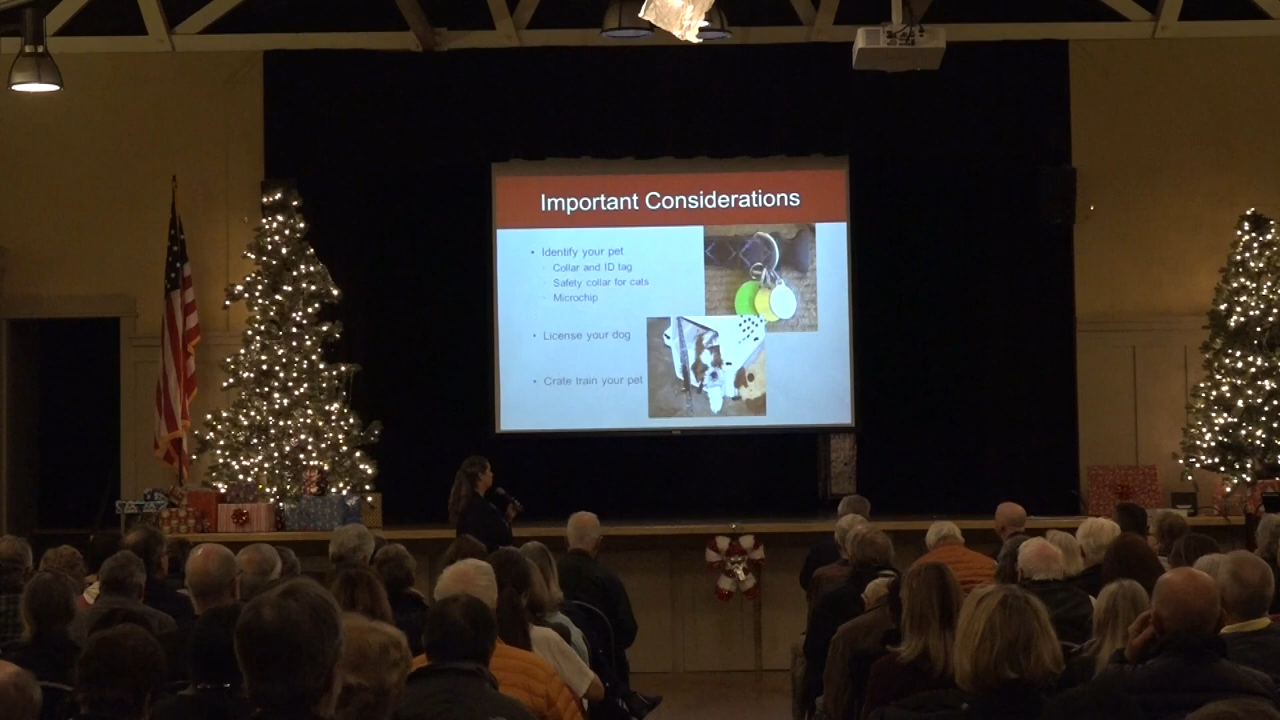 Important Considerations
• Identify your pet
· Collar and ID tag
· Safety collar for cats
· Microchip
• License your dog
• Crate train your pet